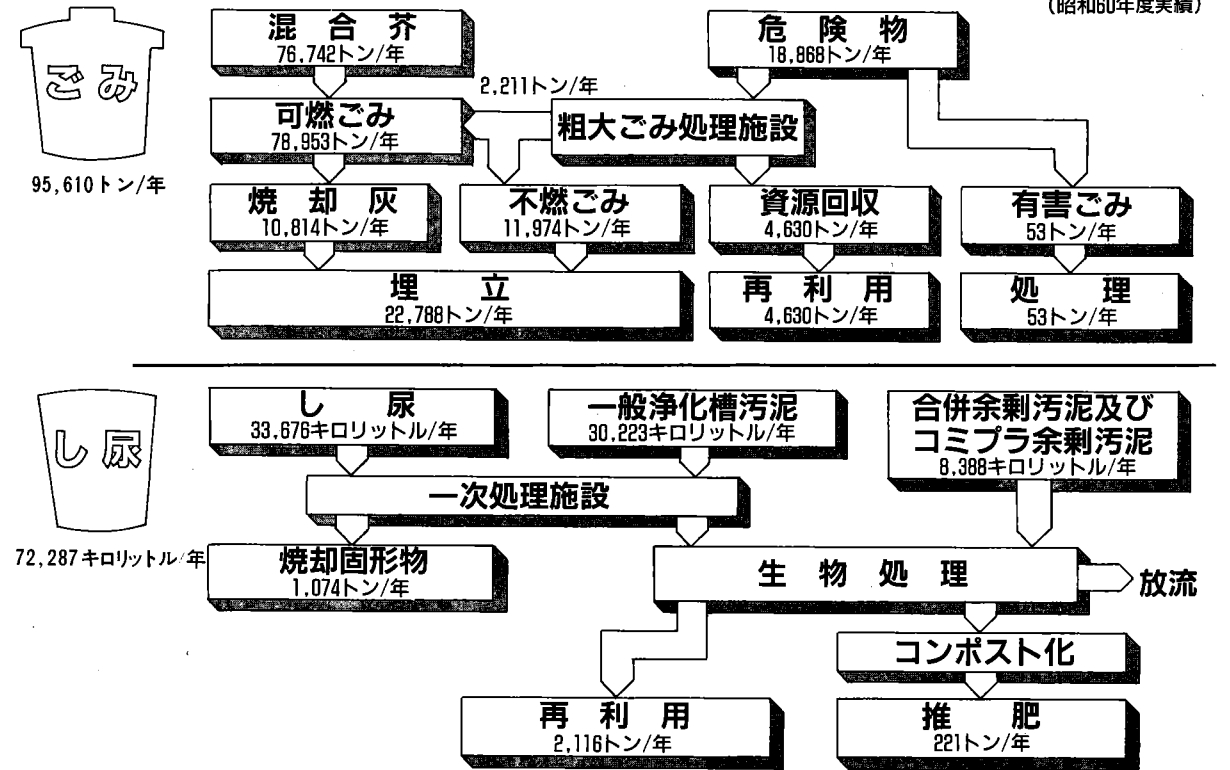 (昭和60年度実績)
ごみ
95,610トン/年
混合芥
76,742トン/年
危険物
18,868トン/年
2,211トン/年
可燃ごみ
78,953トン/年
粗大ごみ処理施設
焼却灰
10,814トン/年
不燃ごみ
11,974トン/年
資源回収
4,630トン/年
有害ごみ
53トン/年
埋立
22,788トン/年
再利用
4,630トン/年
処理
53トン/年
し尿
72,287キロリットル/年
し尿
33,676キロリットル/年
一般浄化槽汚泥
30,223キロリットル/年
合併余剰汚泥及び
コミプラ余剰汚泥
8,388キロリットル/年
一次処理施設
焼却固形物
1,074トン/年
生物処理
放流
コンポスト化
再利用
2,116トン/年
推肥
221トン/年